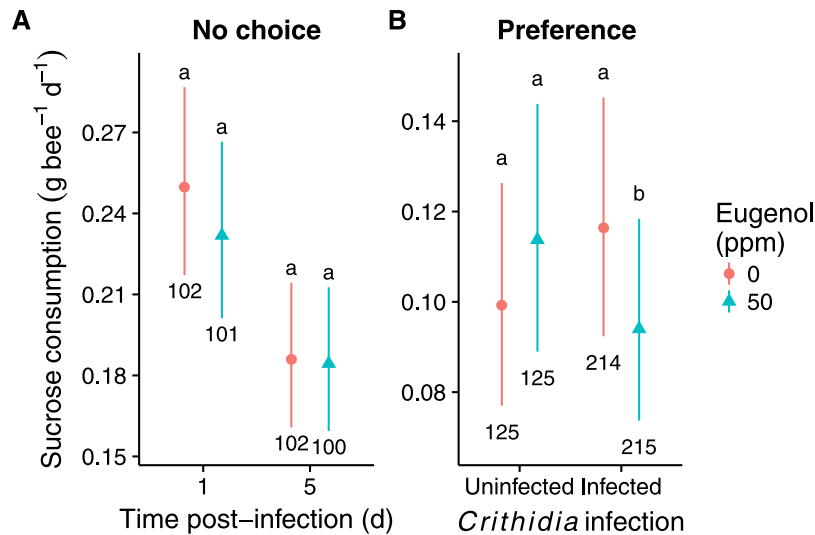 A No choice
B Preference
Sucrose consumption (g bee⁻¹ d⁻¹)
0.27
0.24
0.21
0.18
0.15
a
a
a
a
102
101
102
100
1
5
Time post−infection (d)
0.14
0.12
0.10
0.08
a
a
a
b
125
125
214
215
Uninfected Infected
Crithidia infection
Eugenol
(ppm)
0
50